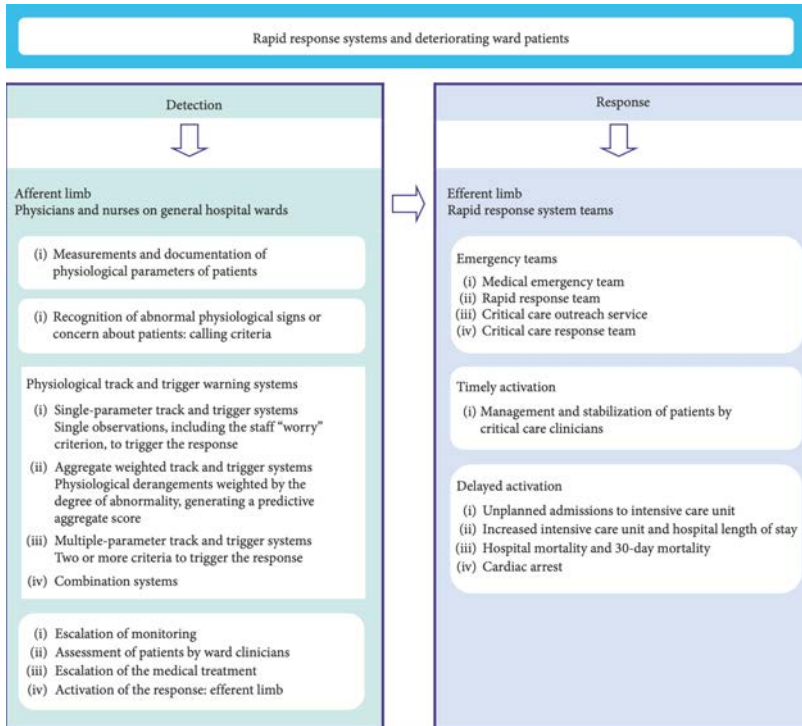 Rapid response systems and deteriorating ward patients
Detection
Afferent limb
Physicians and nurses on general hospital wards
(i) Measurements and documentation of
physiological parameters of patients
(i) Recognition of abnormal physiological signs or
concern about patients: calling criteria
Physiological track and trigger warning systems
(i) Single-parameter track and trigger systems
Single observations, including the staff “worry”
criterion, to trigger the response
(ii) Aggregate weighted track and trigger systems
Physiological derangements weighted by the
degree of abnormality, generating a predictive
aggregate score
(iii) Multiple-parameter track and trigger systems
Two or more criteria to trigger the response
(iv) Combination systems
(i) Escalation of monitoring
(ii) Assessment of patients by ward clinicians
(iii) Escalation of the medical treatment
(iv) Activation of the response: efferent limb
Response
Efferent limb
Rapid response system teams
Emergency teams
(i) Medical emergency team
(ii) Rapid response team
(iii) Critical care outreach service
(iv) Critical care response team
Timely activation
(i) Management and stabilization of patients by
critical care clinicians
Delayed activation
(i) Unplanned admissions to intensive care unit
(ii) Increased intensive care unit and hospital length of stay
(iii) Hospital mortality and 30-day mortality
(iv) Cardiac arrest